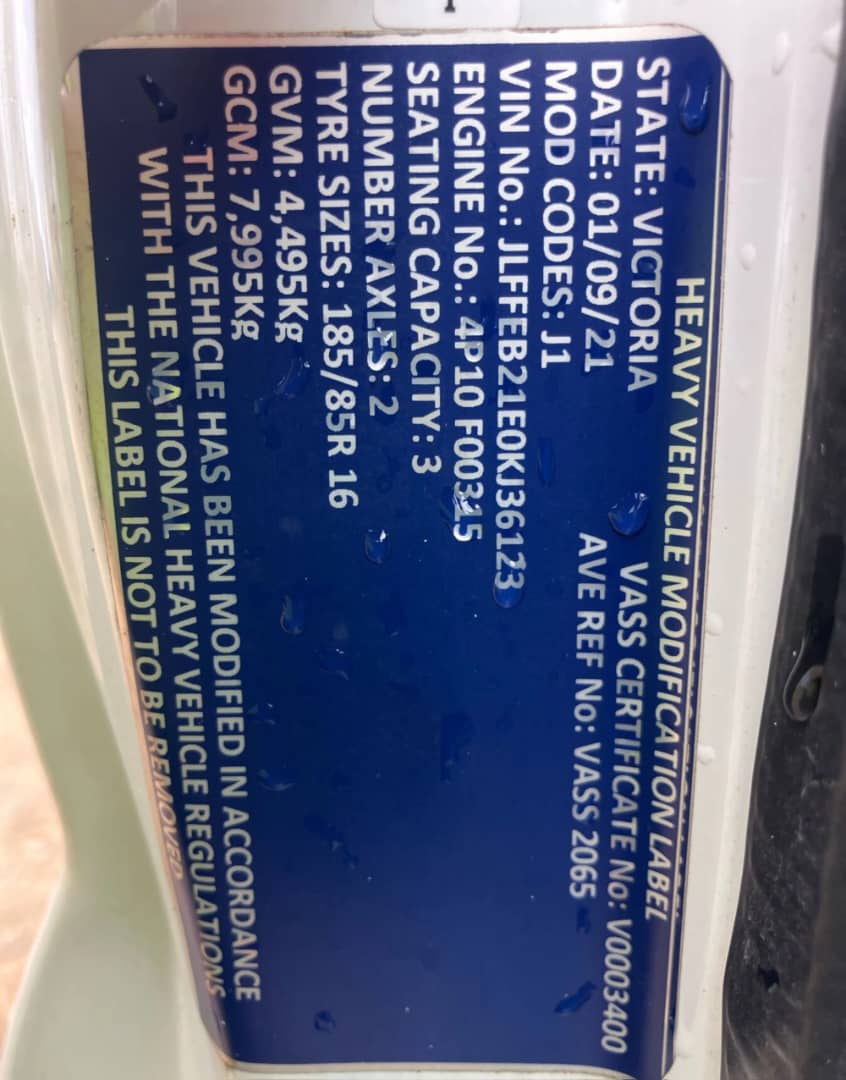 HEAVY VEHICLE MODIFICATION LABEL
STATE: VICTORIA VASS CERTIFICATE No: V0003400
DATE: 01/09/21 AVE REF No: VASS 2065
MOD CODES: J1
VIN No.: JLFFEB21E0KJ36123
ENGINE No.: 4P10 F00315
SEATING CAPACITY: 3
NUMBER AXLES: 2
TYRE SIZES: 185/85R 16
GVM: 4,495Kg
GCM: 7,995Kg
THIS VEHICLE HAS BEEN MODIFIED IN ACCORDANCE
WITH THE NATIONAL HEAVY VEHICLE REGULATIONS
THIS LABEL IS NOT TO BE REMOVED